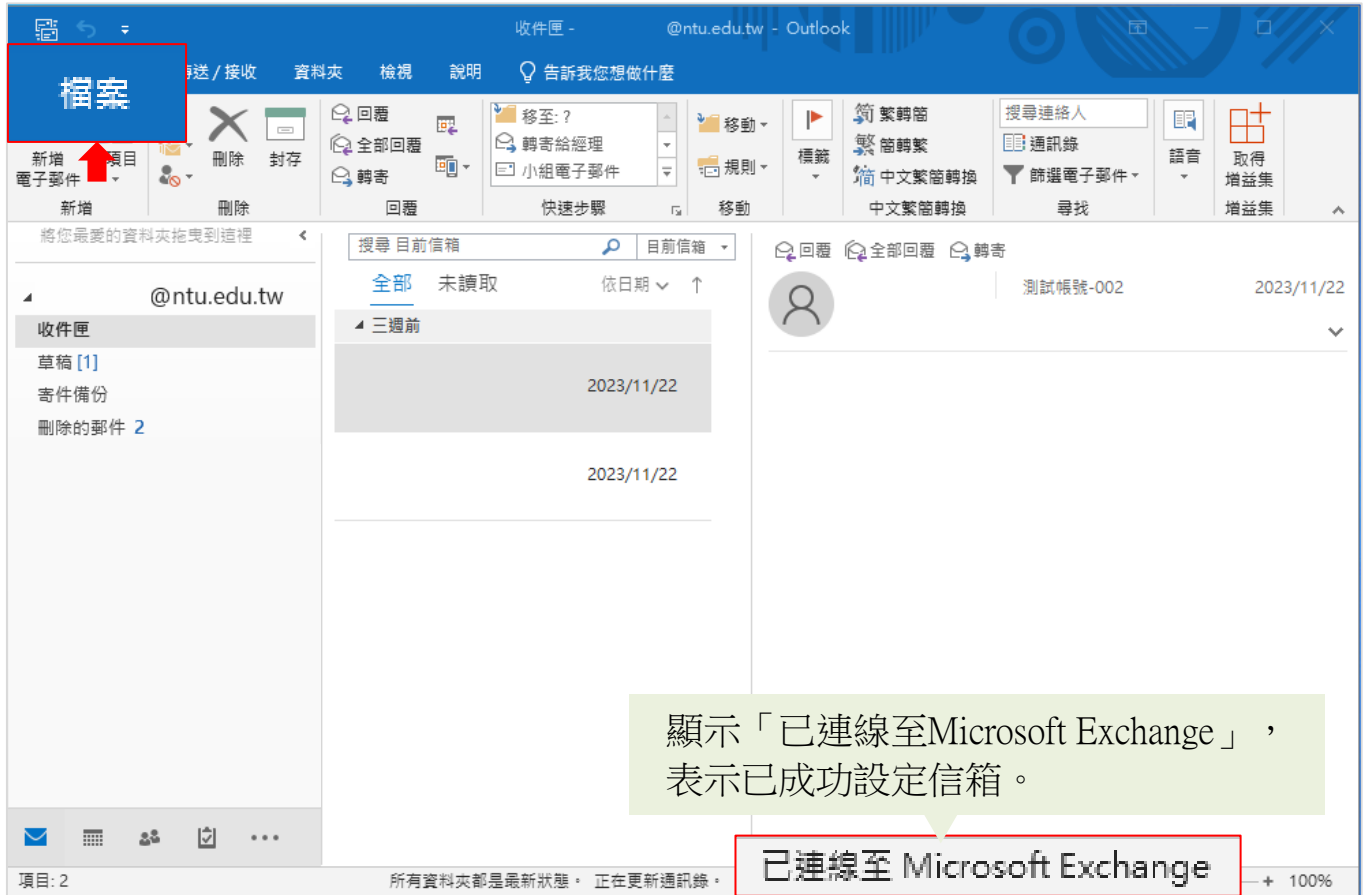 收件匣 - @ntu.edu.tw - Outlook
檔案
傳送 / 接收 資料夾 檢視 說明 告訴我您想做什麼
新增
電子郵件
項目
刪除 封存
回覆
全部回覆
轉寄
移至: ?
轉寄給經理
小組電子郵件
移動
規則
標籤
繁轉簡
簡轉繁
中文繁簡轉換
搜尋連絡人
通訊錄
篩選電子郵件
語音
取得
增益集
新增 刪除 回覆 快速步驟 移動 中文繁簡轉換 尋找 增益集
將您最愛的資料夾拖曳到這裡
@ntu.edu.tw
收件匣
草稿 [1]
寄件備份
刪除的郵件 2
搜尋 目前信箱 目前信箱
全部 未讀取 依日期
三週前
2023/11/22
2023/11/22
回覆 全部回覆 轉寄
測試帳號-002 2023/11/22
顯示「已連線至Microsoft Exchange」，
表示已成功設定信箱。
項目: 2 所有資料夾都是最新狀態。 正在更新通訊錄。 已連線至 Microsoft Exchange 100%